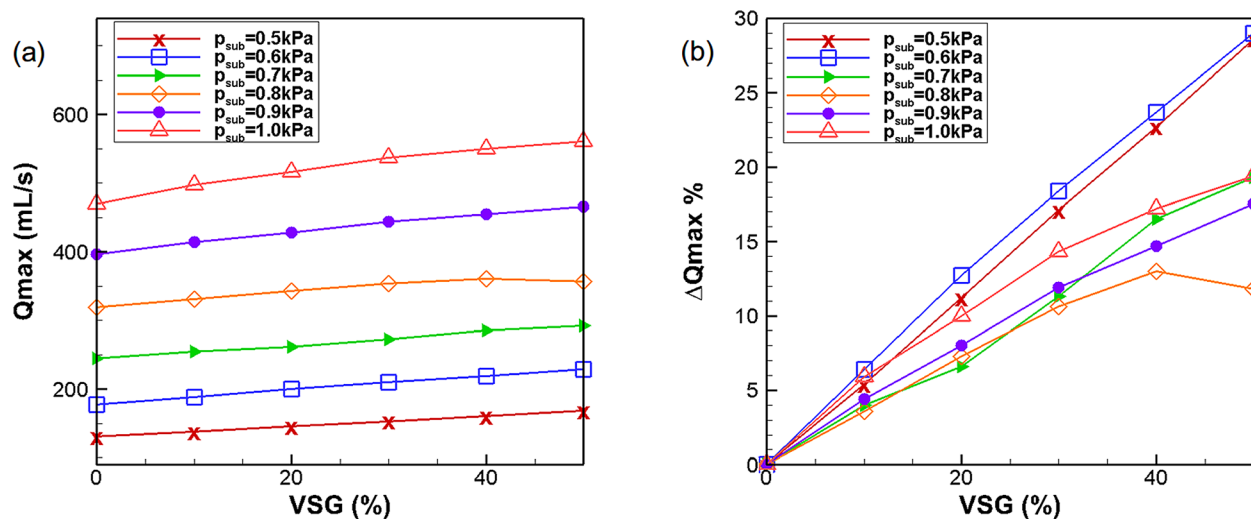 (a)
p_sub=0.5kPa
p_sub=0.6kPa
p_sub=0.7kPa
p_sub=0.8kPa
p_sub=0.9kPa
p_sub=1.0kPa
600
400
200
Qmax (mL/s)
0
20
40
VSG (%)
(b)
p_sub=0.5kPa
p_sub=0.6kPa
p_sub=0.7kPa
p_sub=0.8kPa
p_sub=0.9kPa
p_sub=1.0kPa
30
25
20
15
10
5
0
ΔQmax %
0
20
40
VSG (%)